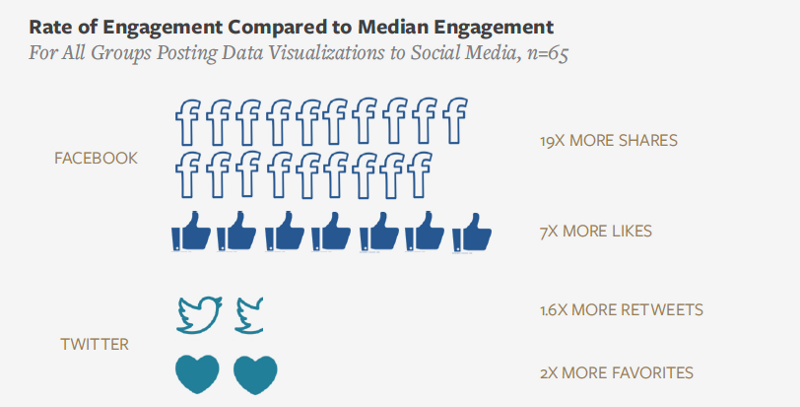 Rate of Engagement Compared to Median Engagement
For All Groups Posting Data Visualizations to Social Media, n=65
FACEBOOK
19X MORE SHARES
7X MORE LIKES
TWITTER
1.6X MORE RETWEETS
2X MORE FAVORITES